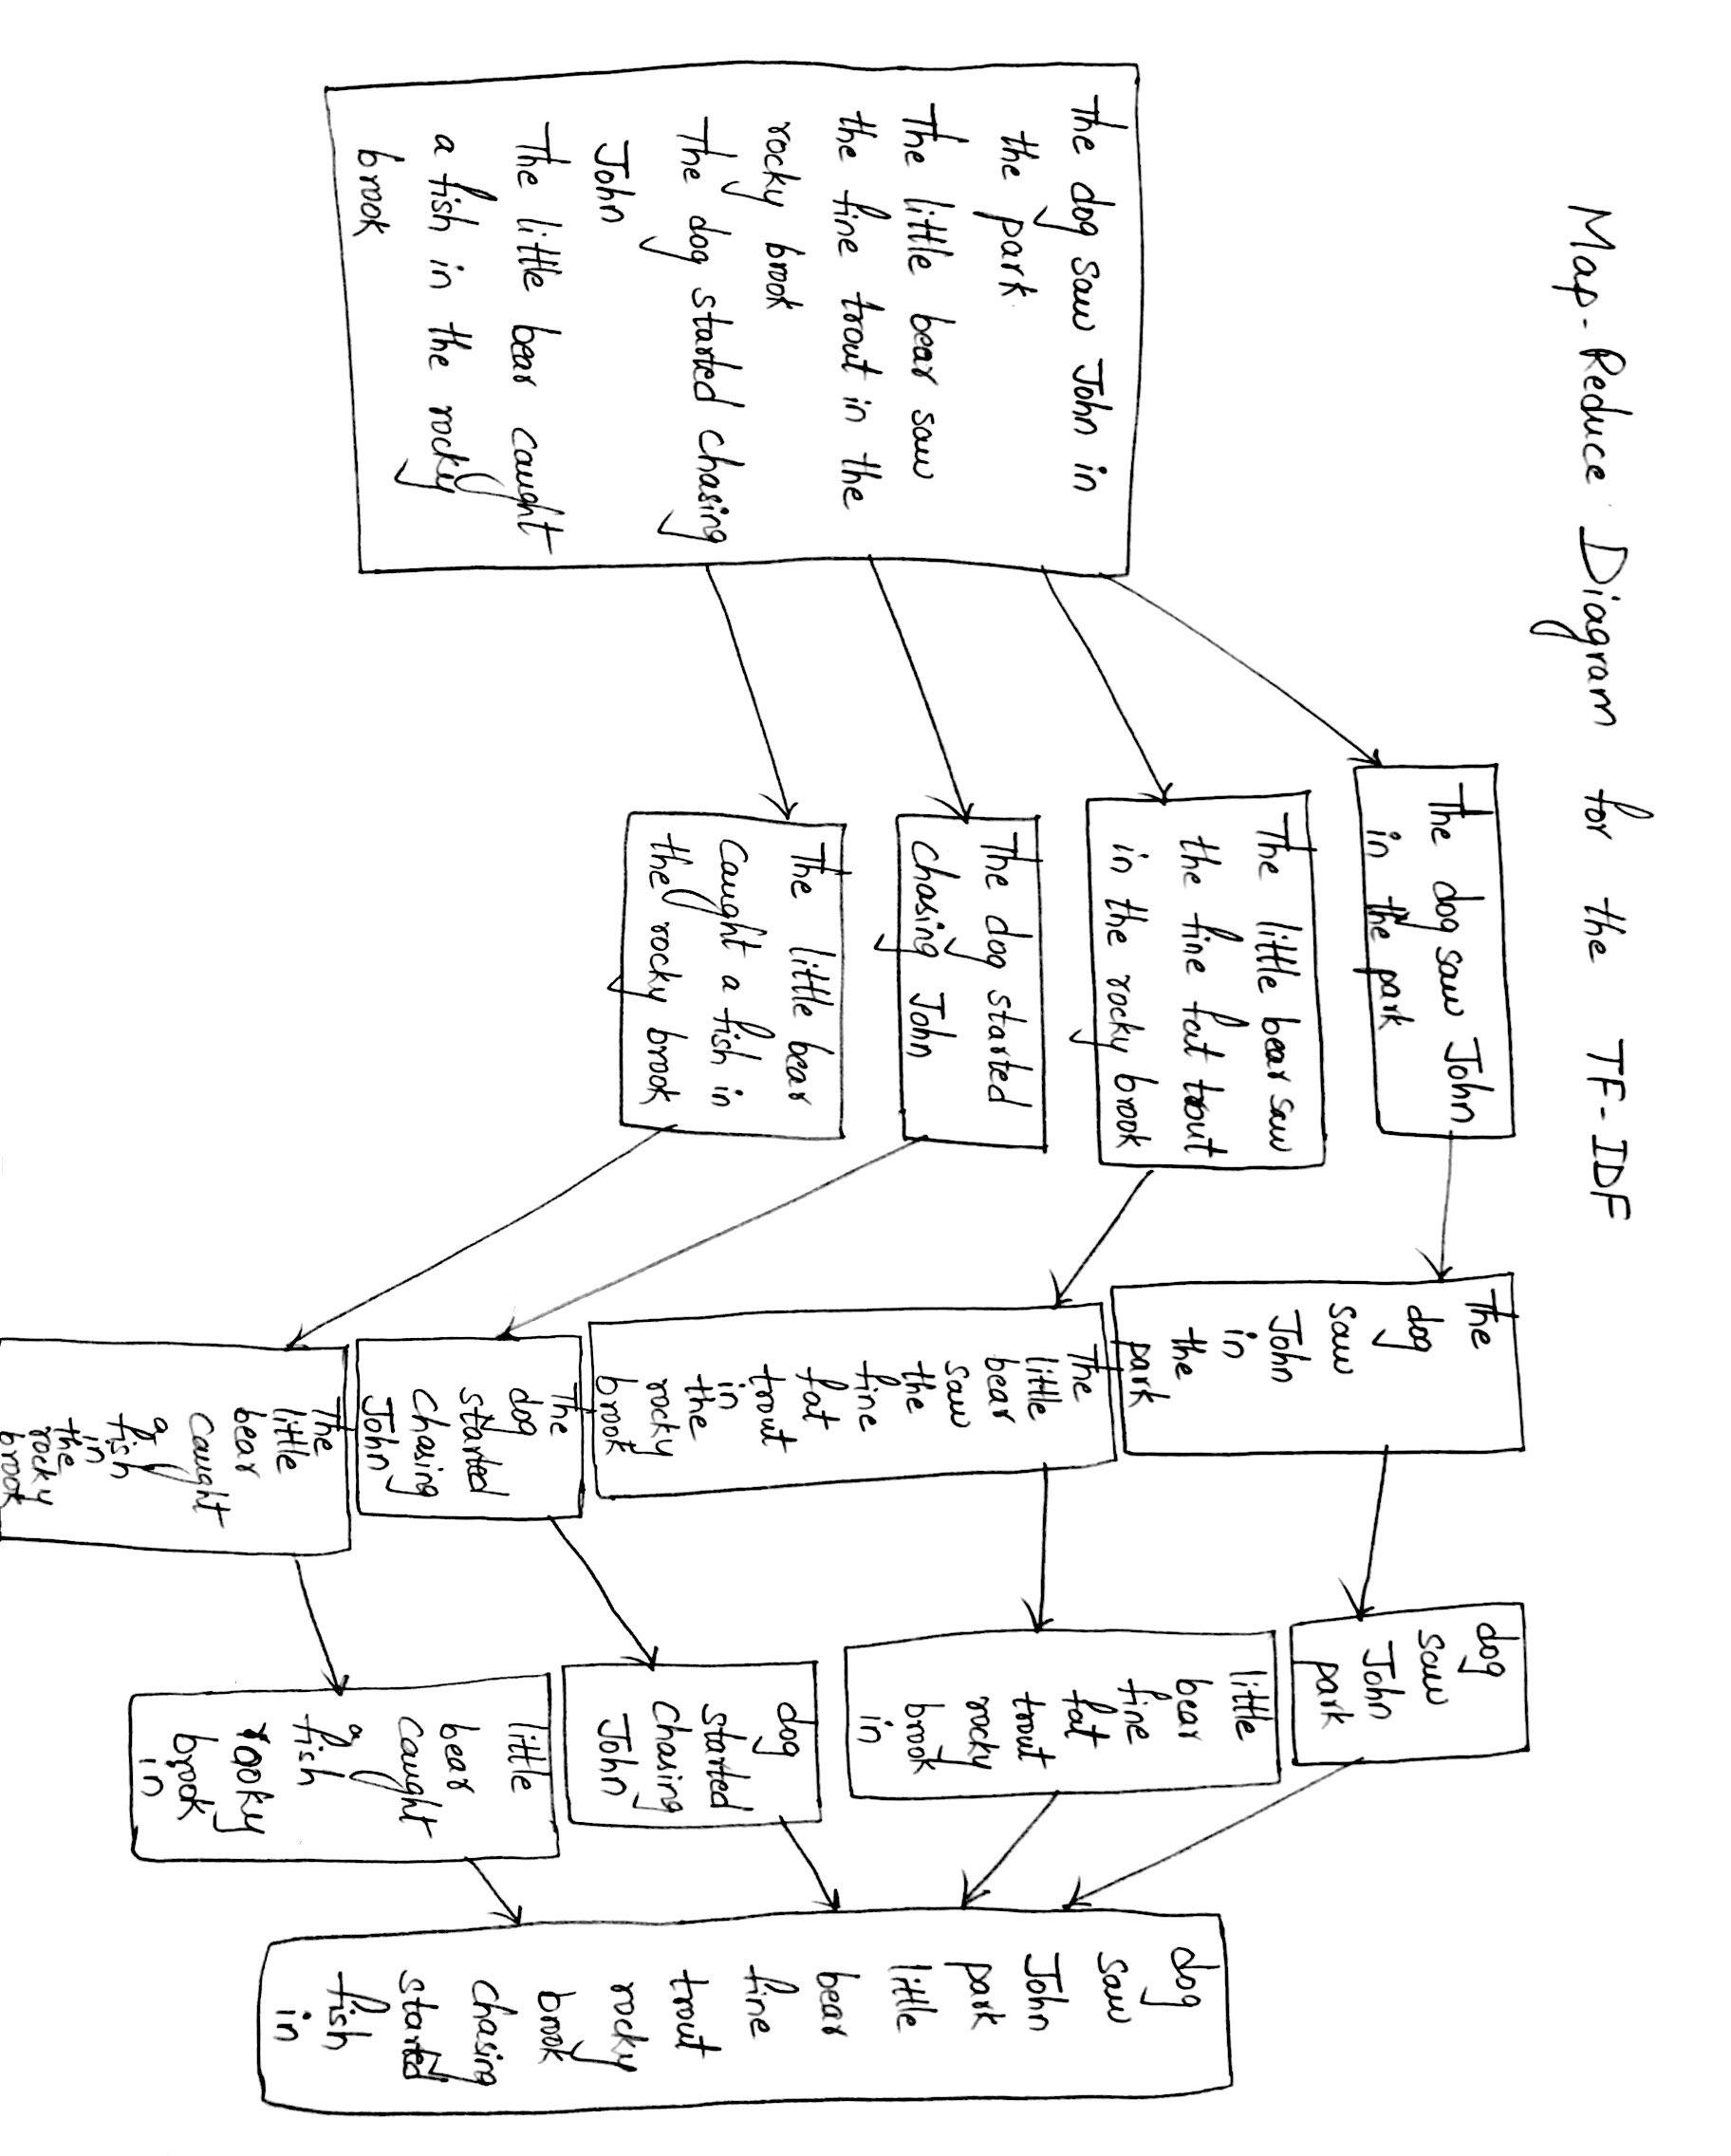 Map-Reduce Diagram for the TF-IDF
The dog saw John in
the park
The little bear saw
the fine trout in the
rocky brook
The dog started chasing
John
The little bear caught
a fish in the rocky
brook
The dog saw John
in the park
The little bear saw
the fine fat trout
in the rocky brook
The dog started
chasing John
The little bear
caught a fish in
the rocky brook
The
dog
saw
John
in
the
park
The
little
bear
saw
the
fine
fat
trout
in
the
rocky
brook
The
dog
started
chasing
John
The
little
bear
caught
a
fish
in
the
rocky
brook
dog
saw
John
park
little
bear
fine
fat
trout
rocky
brook
in
dog
started
chasing
John
little
bear
caught
a
fish
rooky
brook
in
dog
saw
John
park
little
bear
fine
trout
rocky
brook
chasing
started
fish
in